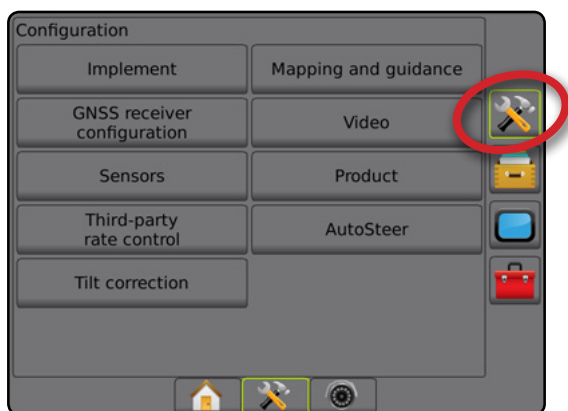 Configuration
Implement
Mapping and guidance
GNSS receiver
configuration
Video
Sensors
Product
Third-party
rate control
AutoSteer
Tilt correction